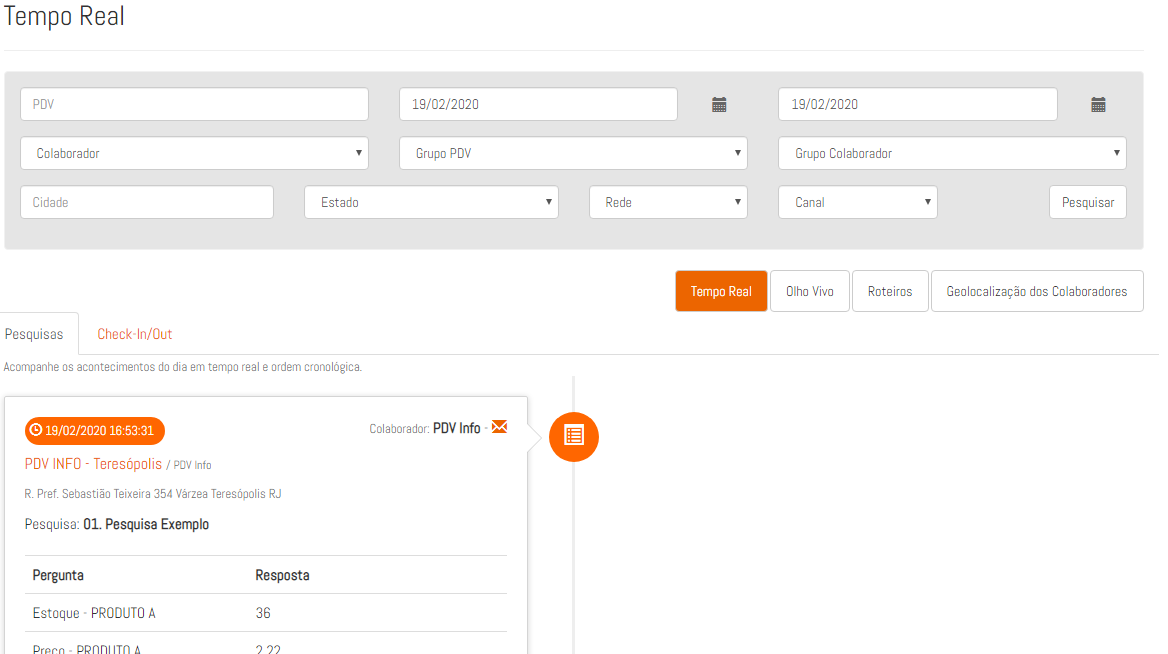 Tempo Real
PDV 19/02/2020 19/02/2020
Colaborador Grupo PDV Grupo Colaborador
Cidade Estado Rede Canal Pesquisar
Tempo Real Olho Vivo Roteiros Geolocalização dos Colaboradores
Pesquisas Check-In/Out
Acompanhe os acontecimentos do dia em tempo real e ordem cronológica.
19/02/2020 16:53:31 Colaborador: PDV Info -
PDV INFO - Teresópolis / PDV Info
R. Pref. Sebastião Teixeira 354 Várzea Teresópolis RJ
Pesquisa: 01. Pesquisa Exemplo
Pergunta Resposta
Estoque - PRODUTO A 36
Preço - PRODUTO A 2,22